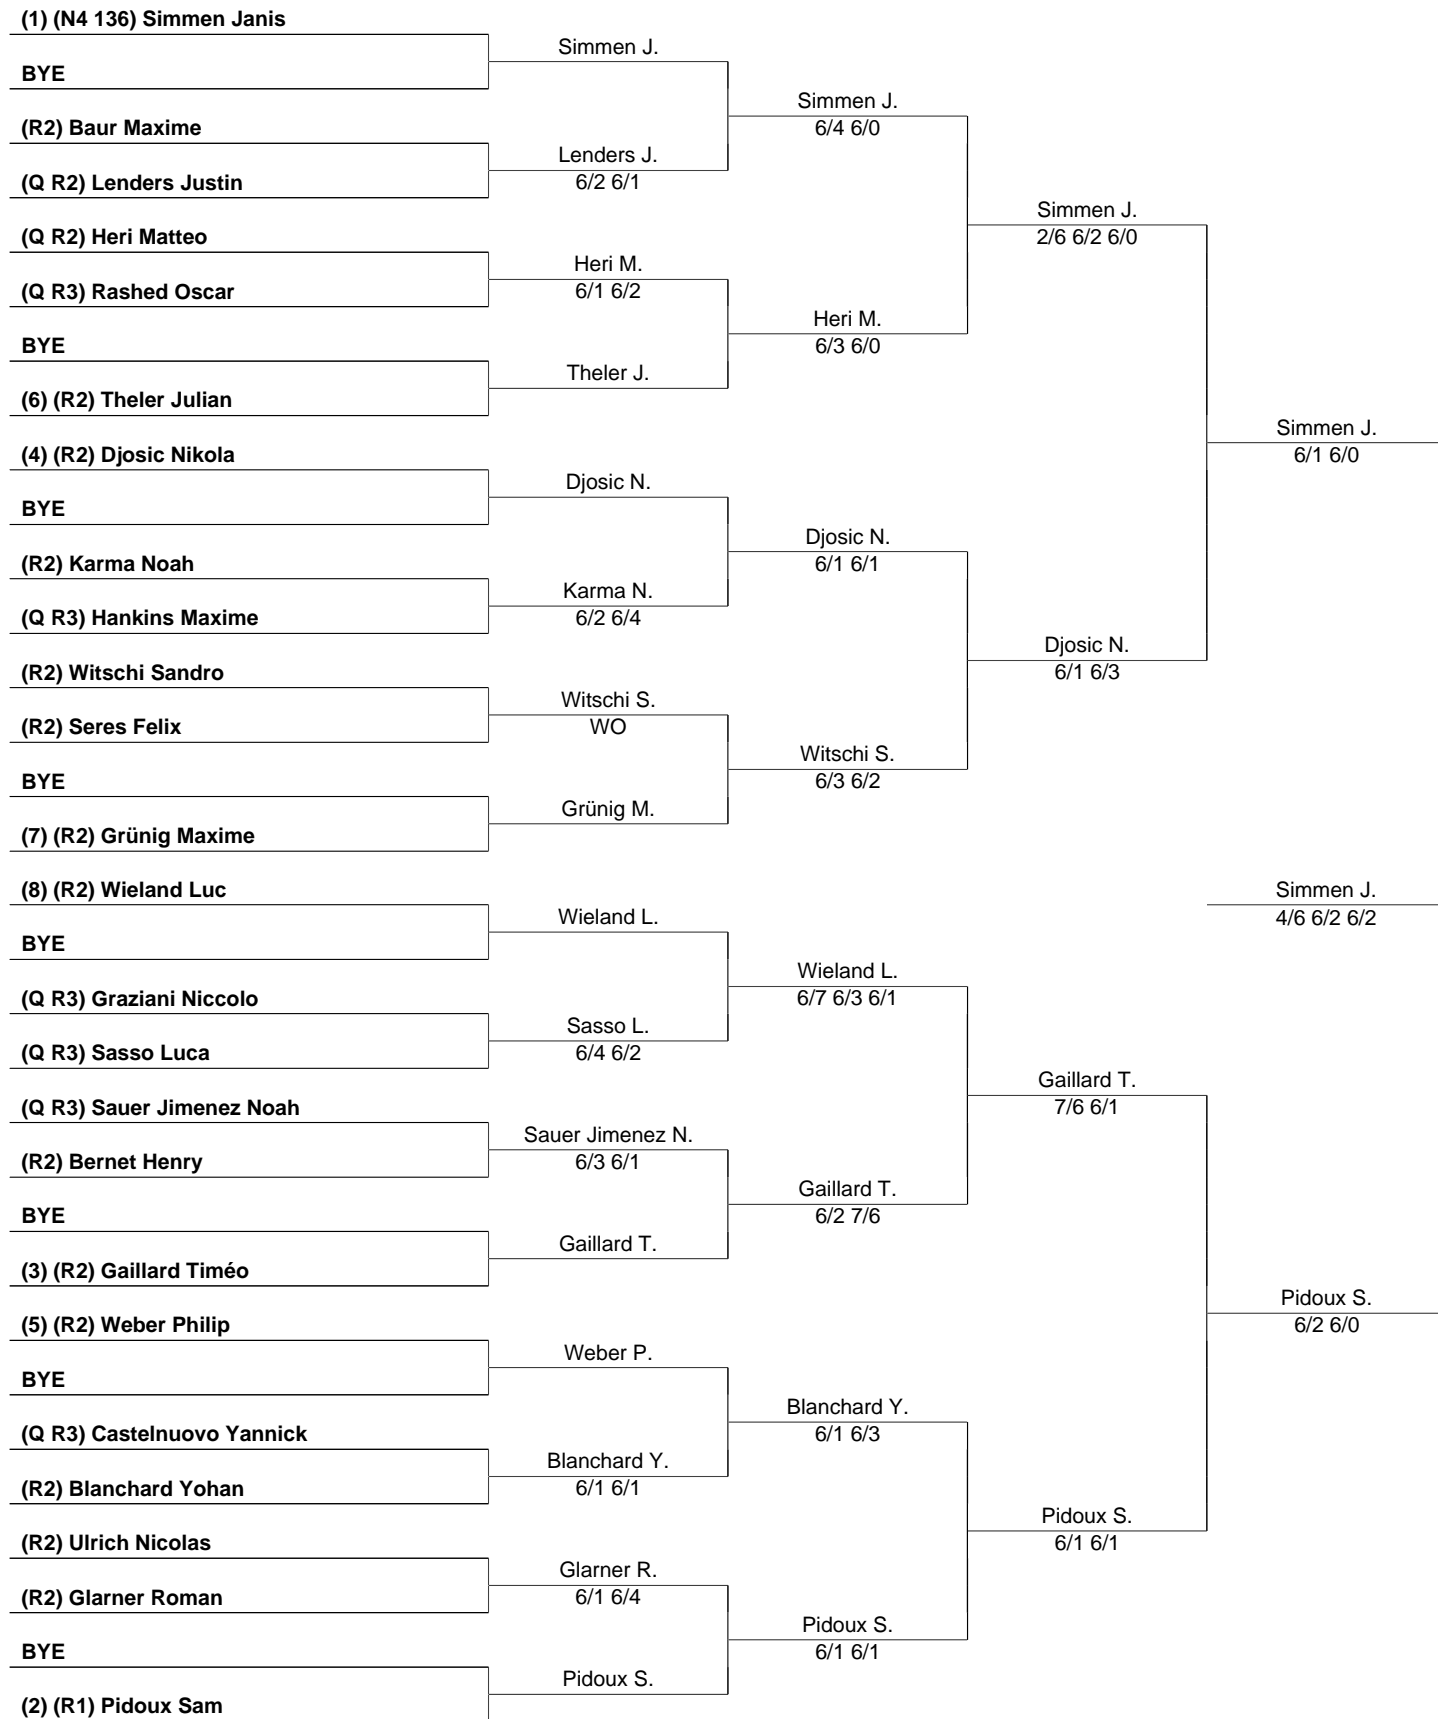 (1) (N4 136) Simmen Janis
Simmen J.
BYE
Simmen J.
6/4 6/0
(R2) Baur Maxime
Lenders J.
6/2 6/1
(Q R2) Lenders Justin
Simmen J.
2/6 6/2 6/0
(Q R2) Heri Matteo
Heri M.
6/1 6/2
(Q R3) Rashed Oscar
Heri M.
6/3 6/0
BYE
Theler J.
(6) (R2) Theler Julian
Simmen J.
6/1 6/0
(4) (R2) Djosic Nikola
Djosic N.
BYE
Djosic N.
6/1 6/1
(R2) Karma Noah
Karma N.
6/2 6/4
(Q R3) Hankins Maxime
Djosic N.
6/1 6/3
(R2) Witschi Sandro
Witschi S.
WO
(R2) Seres Felix
Witschi S.
6/3 6/2
BYE
Grünig M.
(7) (R2) Grünig Maxime
(8) (R2) Wieland Luc
Simmen J.
4/6 6/2 6/2
Wieland L.
BYE
Wieland L.
6/7 6/3 6/1
(Q R3) Graziani Niccolo
Sasso L.
6/4 6/2
(Q R3) Sasso Luca
Gaillard T.
7/6 6/1
(Q R3) Sauer Jimenez Noah
Sauer Jimenez N.
6/3 6/1
(R2) Bernet Henry
Gaillard T.
6/2 7/6
BYE
Gaillard T.
(3) (R2) Gaillard Timéo
Pidoux S.
6/2 6/0
(5) (R2) Weber Philip
Weber P.
BYE
Blanchard Y.
6/1 6/3
(Q R3) Castelnuovo Yannick
Blanchard Y.
6/1 6/1
(R2) Blanchard Yohan
Pidoux S.
6/1 6/1
(R2) Ulrich Nicolas
Glarner R.
6/1 6/4
(R2) Glarner Roman
Pidoux S.
6/1 6/1
BYE
Pidoux S.
(2) (R1) Pidoux Sam